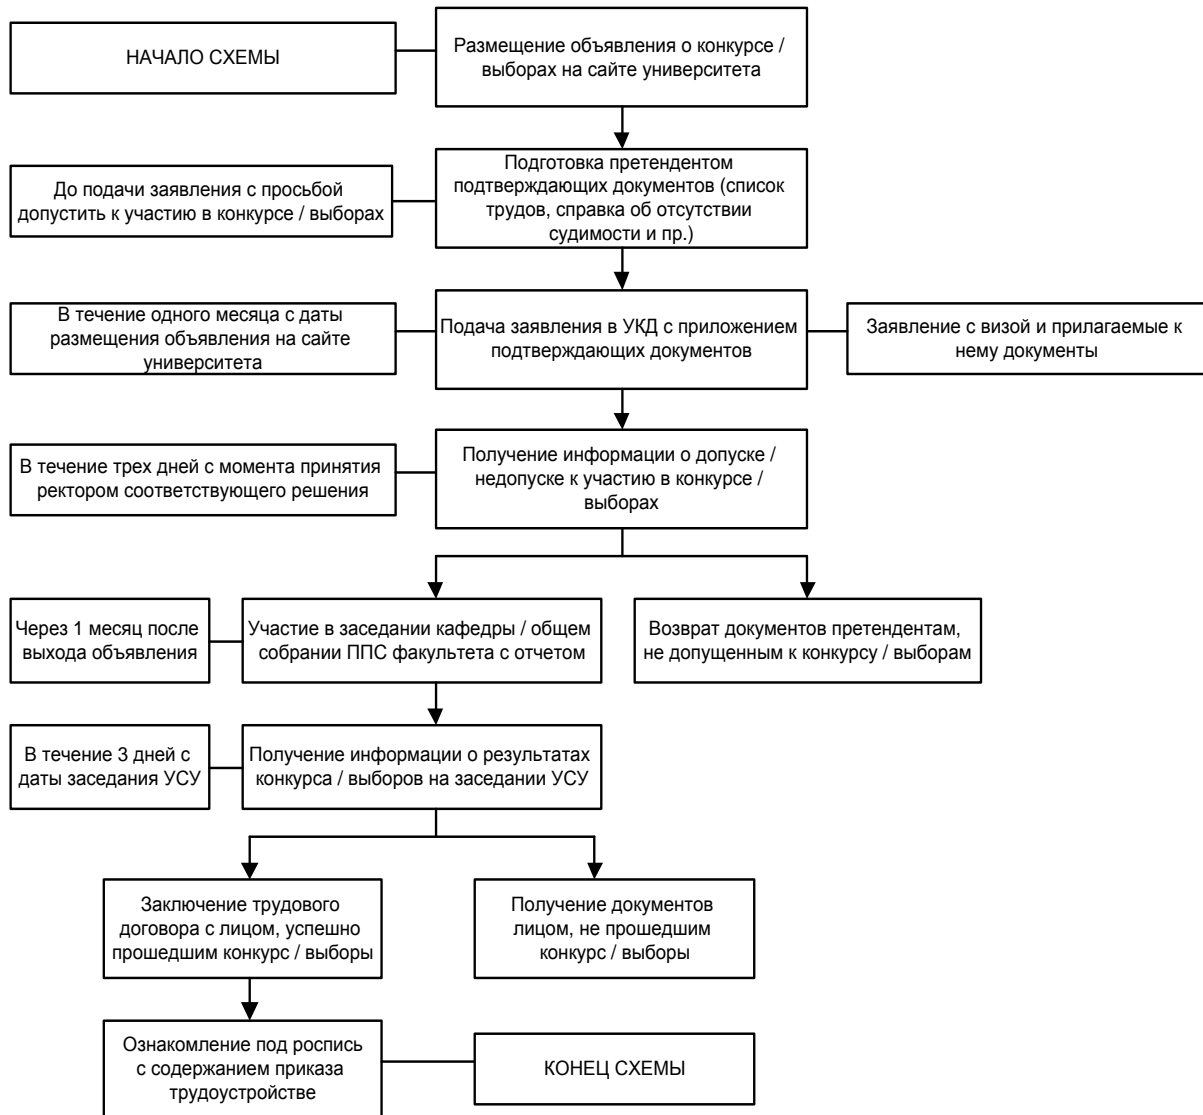 НАЧАЛО СХЕМЫ
Размещение объявления о конкурсе /
выборах на сайте университета
До подачи заявления с просьбой
допустить к участию в конкурсе / выборах
Подготовка претендентом
подтверждающих документов (список
трудов, справка об отсутствии
судимости и пр.)
В течение одного месяца с даты
размещения объявления на сайте
университета
Подача заявления в УКД с приложением
подтверждающих документов
Заявление с визой и прилагаемые к
нему документы
В течение трех дней с момента принятия
ректором соответствующего решения
Получение информации о допуске /
недопуске к участию в конкурсе /
выборах
Через 1 месяц после
выхода объявления
Участие в заседании кафедры / общем
собрании ППС факультета с отчетом
Возврат документов претендентам,
не допущенным к конкурсу / выборам
В течение 3 дней с
даты заседания УСУ
Получение информации о результатах
конкурса / выборов на заседании УСУ
Заключение трудового
договора с лицом, успешно
прошедшим конкурс / выборы
Получение документов
лицом, не прошедшим
конкурс / выборы
Ознакомление под роспись
с содержанием приказа
трудоустройстве
КОНЕЦ СХЕМЫ